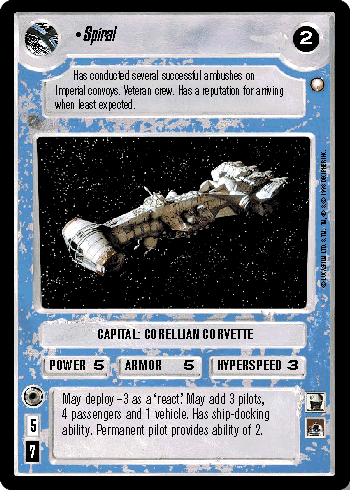 • Spiral
2
Has conducted several successful ambushes on
Imperial convoys. Veteran crew. Has a reputation for arriving
when least expected.
CAPITAL: CORELLIAN CORVETTE
POWER 5
ARMOR 5
HYPERSPEED 3
May deploy –3 as a 'react.' May add 3 pilots,
4 passengers and 1 vehicle. Has ship-docking
ability. Permanent pilot provides ability of 2.
5
7